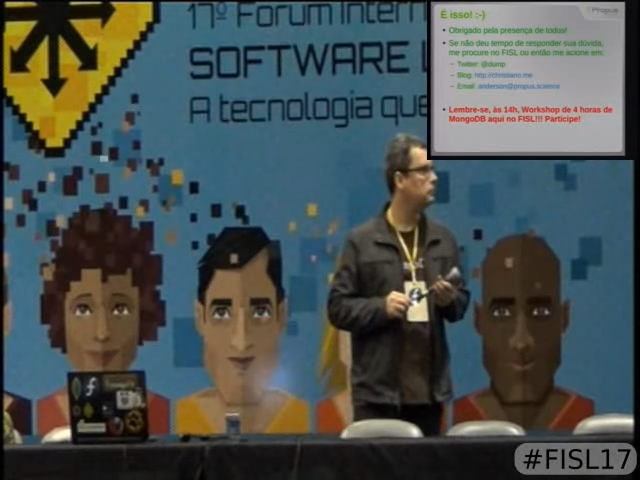 17º Forum Intern
SOFTWARE L
A tecnologia que
É isso! :-)
Propus
• Obrigado pela presença de todos!
• Se não deu tempo de responder sua dúvida,
me procure no FISL ou então me acione em:
– Twitter: @dump
– Blog: http://christiano.me
– Email: anderson@propus.science
• Lembre-se, às 14h, Workshop de 4 horas de
MongoDB aqui no FISL!!! Participe!
#FISL17